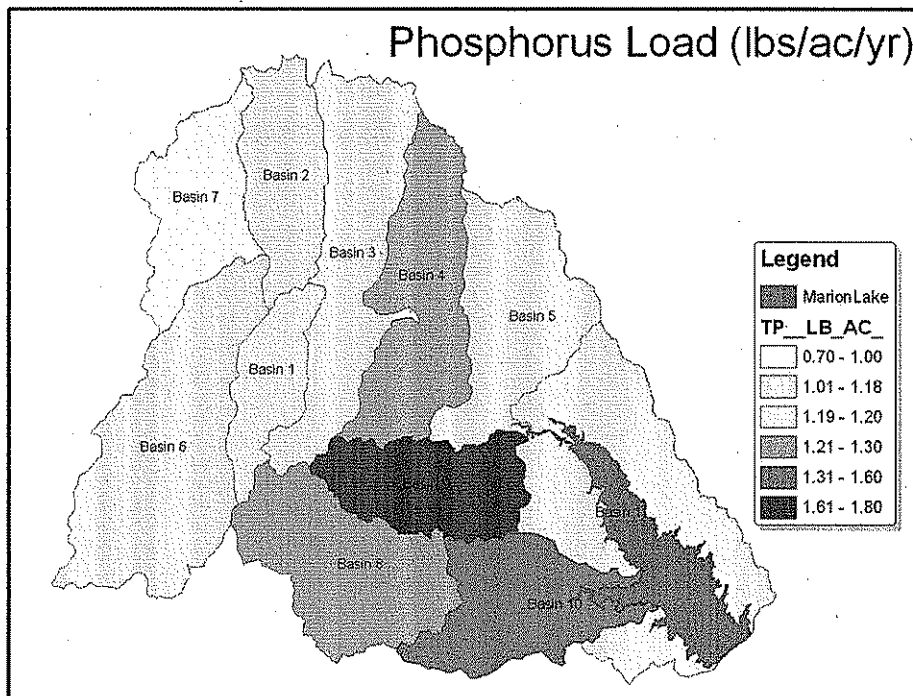 Phosphorus Load (lbs/ac/yr)
Basin 7
Basin 2
Basin 3
Basin 4
Basin 5
Basin 1
Basin 6
Basin 8
Basin 10
Legend
Marion Lake
TP__LB_AC_
0.70 - 1.00
1.01 - 1.18
1.19 - 1.20
1.21 - 1.30
1.31 - 1.60
1.61 - 1.80